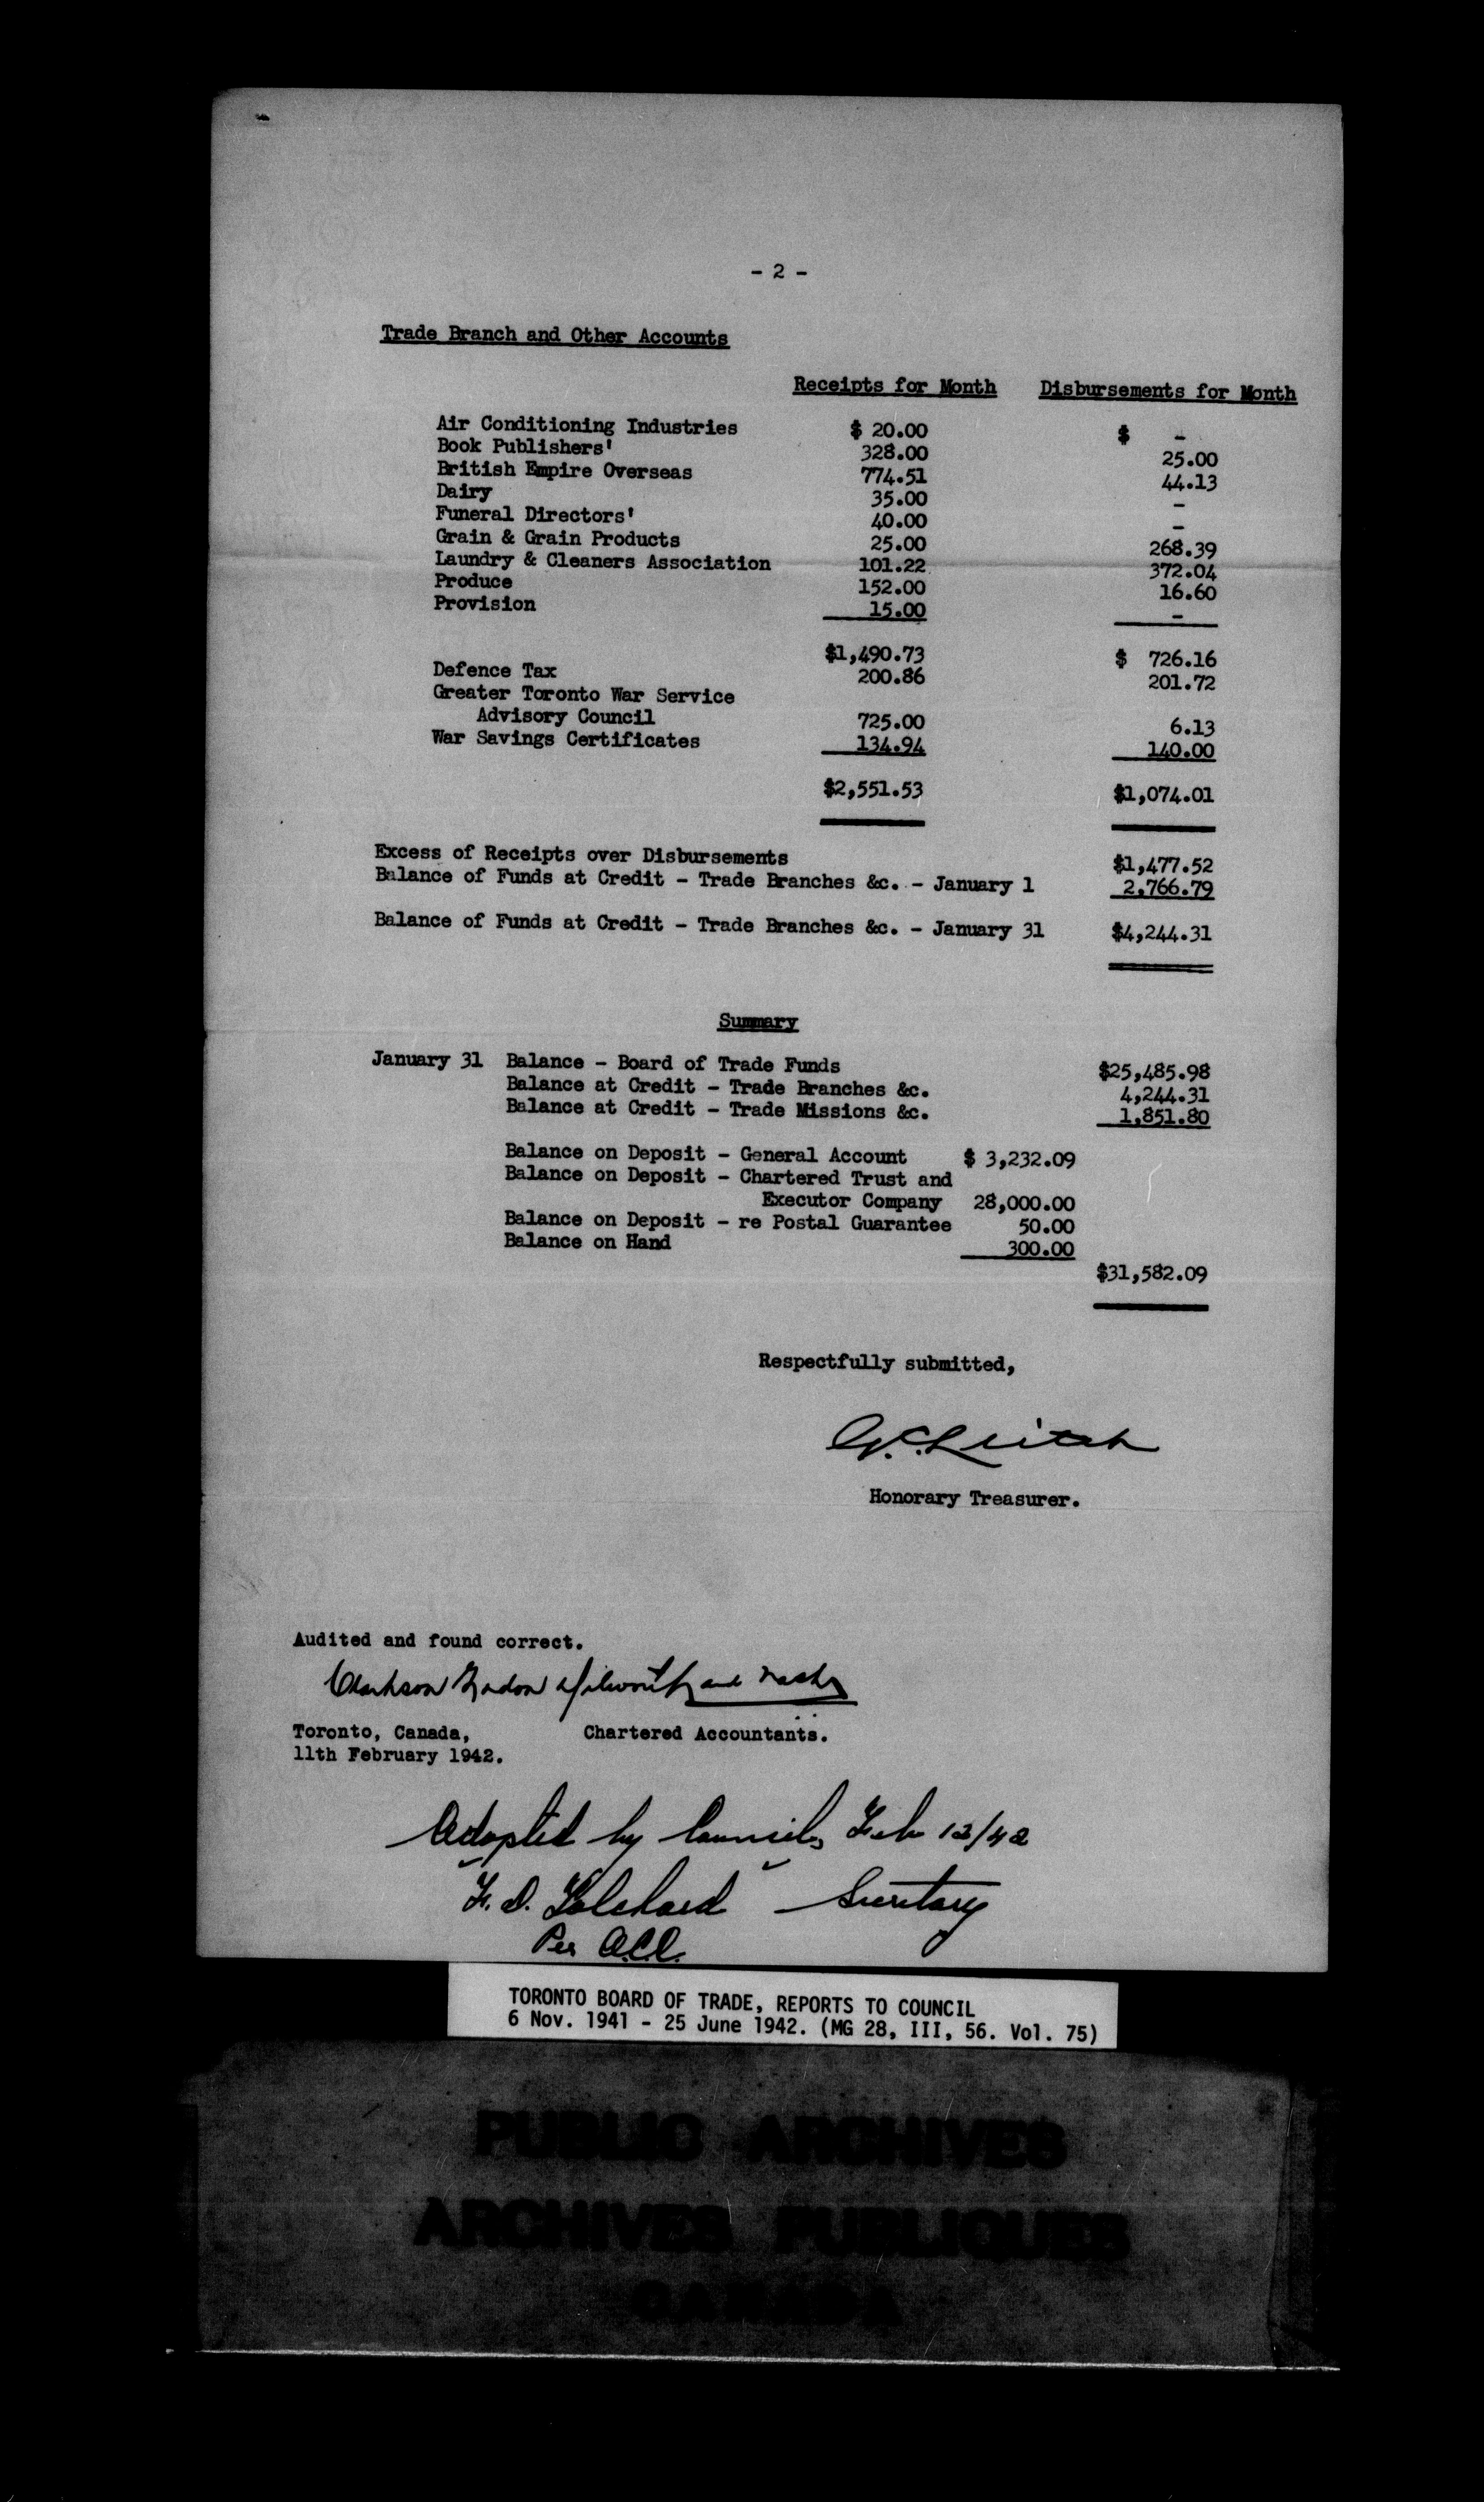 - 2 -
Trade Branch and Other Accounts
Receipts for Month Disbursements for Month
Air Conditioning Industries $ 20.00 $ -
Book Publishers' 328.00 25.00
British Empire Overseas 774.51 44.13
Dairy 35.00 -
Funeral Directors' 40.00 -
Grain & Grain Products 25.00 268.39
Laundry & Cleaners Association 101.22 372.04
Produce 152.00 16.60
Provision 15.00 -
$1,490.73 $ 726.16
Defence Tax 200.86 201.72
Greater Toronto War Service
Advisory Council 725.00 6.13
War Savings Certificates 134.94 140.00
$2,551.53 $1,074.01
Excess of Receipts over Disbursements $1,477.52
Balance of Funds at Credit - Trade Branches &c. - January 1 2,766.79
Balance of Funds at Credit - Trade Branches &c. - January 31 $4,244.31
Summary
January 31 Balance - Board of Trade Funds $25,485.98
Balance at Credit - Trade Branches &c. 4,244.31
Balance at Credit - Trade Missions &c. 1,851.80
Balance on Deposit - General Account $ 3,232.09
Balance on Deposit - Chartered Trust and
Executor Company 28,000.00
Balance on Deposit - re Postal Guarantee 50.00
Balance on Hand 300.00
$31,582.09
Respectfully submitted,
Leitch
Honorary Treasurer.
Audited and found correct.
Clarkson Gordon Dilworth and Nash
Toronto, Canada, Chartered Accountants.
11th February 1942.
Adopted by Council, Feb 12/42
F. D. Tolchard Secretary
Per
TORONTO BOARD OF TRADE, REPORTS TO COUNCIL
6 Nov. 1941 - 25 June 1942. (MG 28, III, 56. Vol. 75)
PUBLIC ARCHIVES
ARCHIVES PUBLIQUES
CANADA